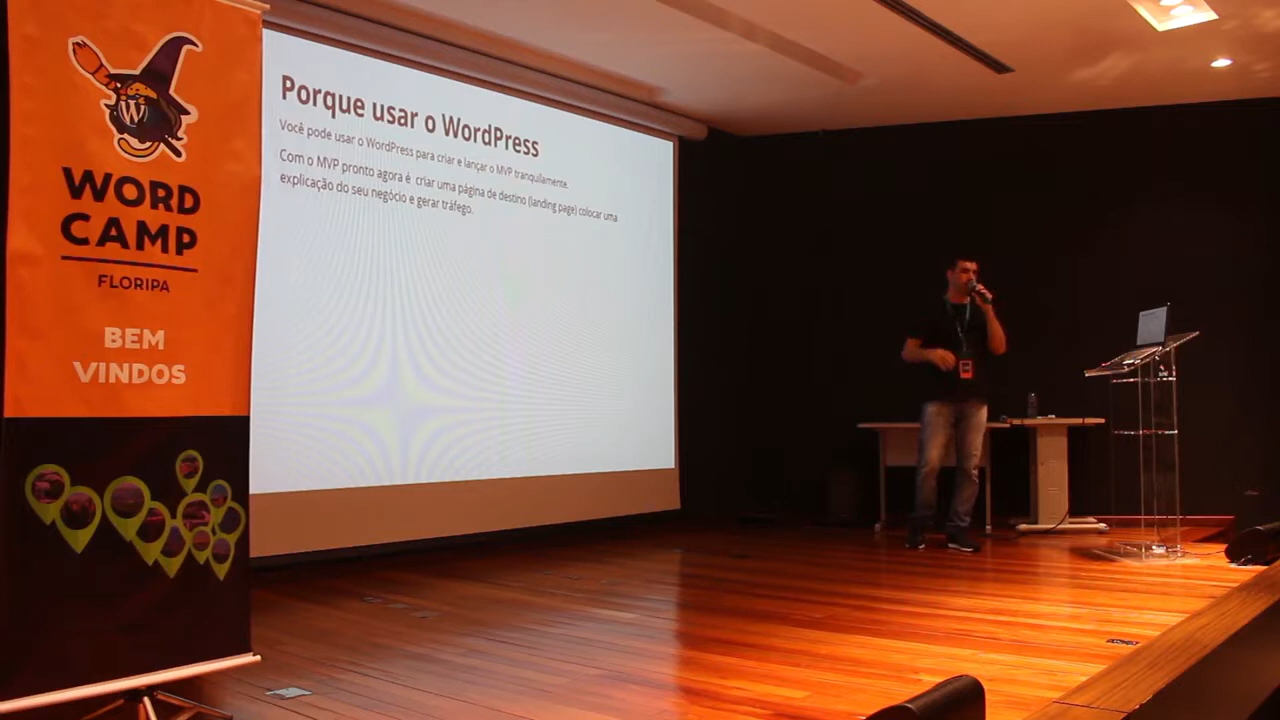 WORD
CAMP
FLORIPA
BEM
VINDOS
Porque usar o WordPress
Você pode usar o WordPress para criar e lançar o MVP tranquilamente.
Com o MVP pronto agora é criar uma página de destino (landing page) colocar uma
explicação do seu negócio e gerar tráfego.